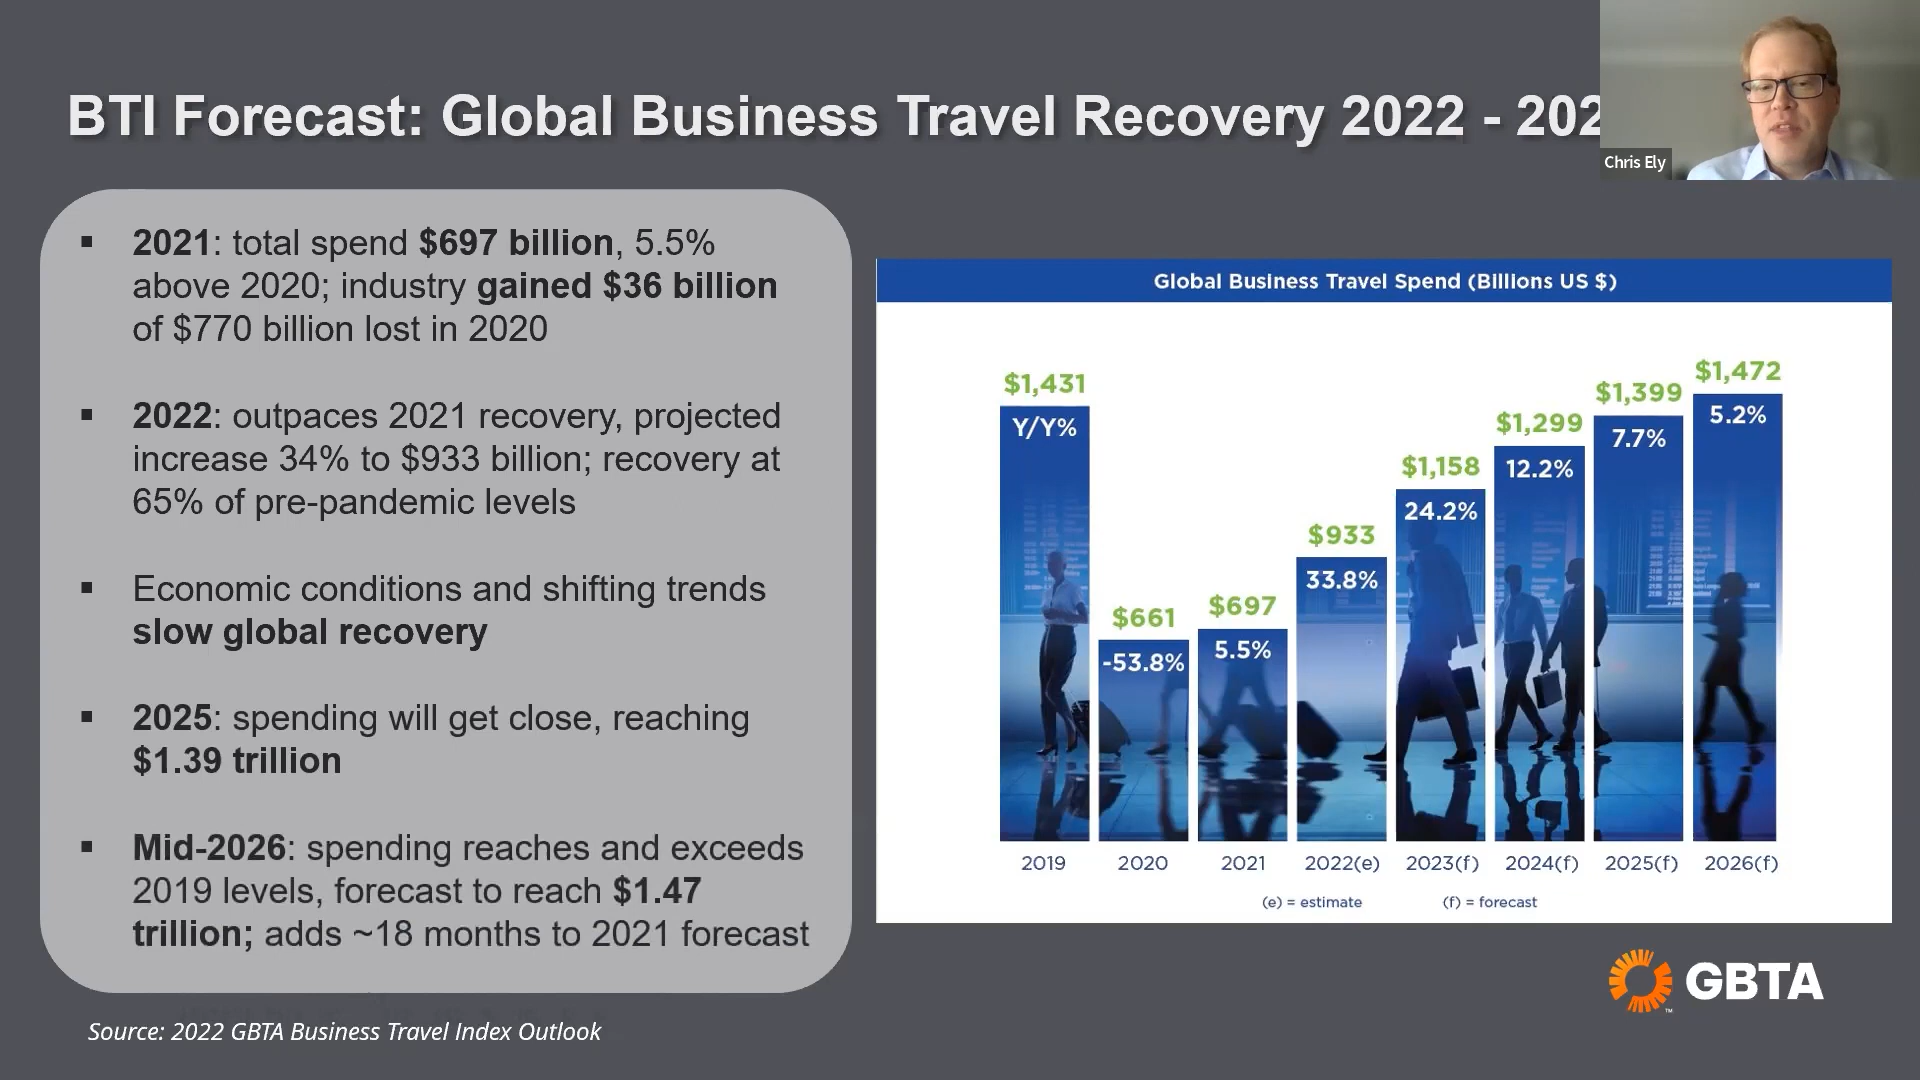 BTI Forecast: Global Business Travel Recovery 2022 - 202
Chris Ely
▪ 2021: total spend $697 billion, 5.5%
above 2020; industry gained $36 billion
of $770 billion lost in 2020
▪ 2022: outpaces 2021 recovery, projected
increase 34% to $933 billion; recovery at
65% of pre-pandemic levels
▪ Economic conditions and shifting trends
slow global recovery
▪ 2025: spending will get close, reaching
$1.39 trillion
▪ Mid-2026: spending reaches and exceeds
2019 levels, forecast to reach $1.47
trillion; adds ~18 months to 2021 forecast
Source: 2022 GBTA Business Travel Index Outlook
Global Business Travel Spend (Billions US $)
$1,431
Y/Y%
$661
-53.8%
$697
5.5%
$933
33.8%
$1,158
24.2%
$1,299
12.2%
$1,399
7.7%
$1,472
5.2%
2019 2020 2021 2022(e) 2023(f) 2024(f) 2025(f) 2026(f)
(e) = estimate (f) = forecast
GBTA